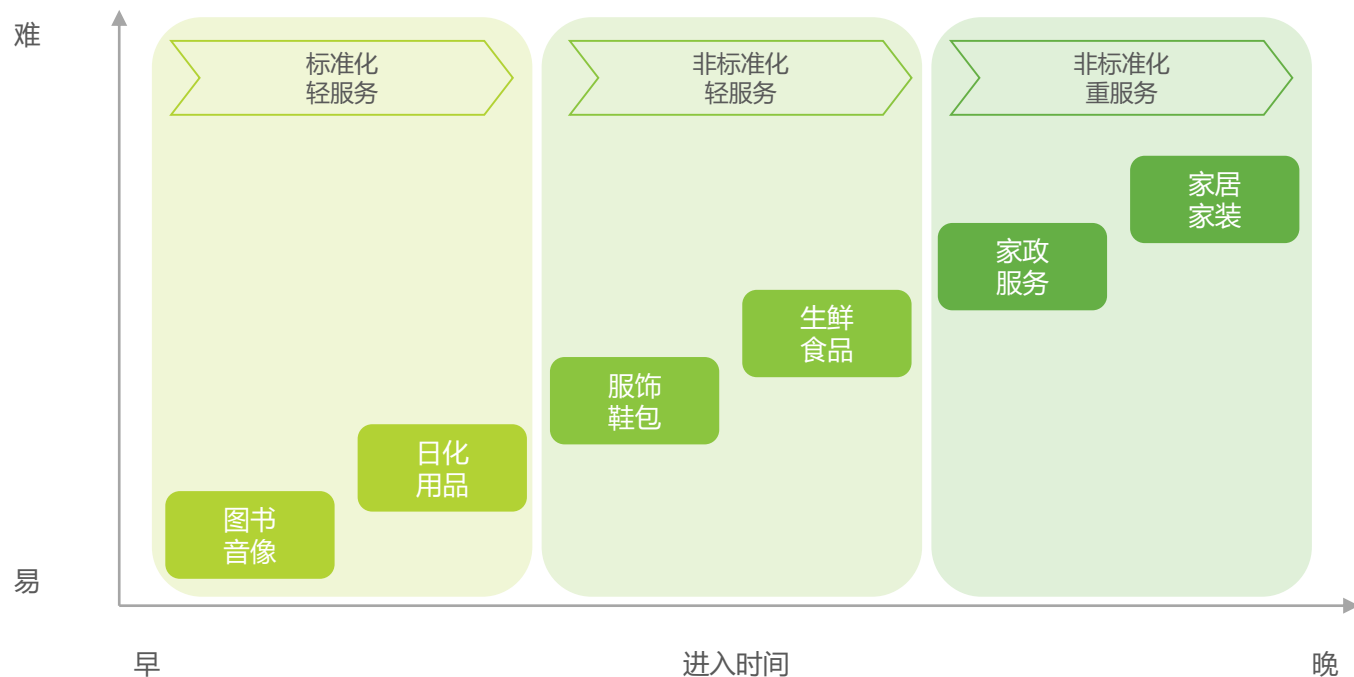 难
标准化
轻服务
非标准化
轻服务
非标准化
重服务
家居
家装
家政
服务
生鲜
食品
服饰
鞋包
日化
用品
图书
音像
易
早
进入时间
晚